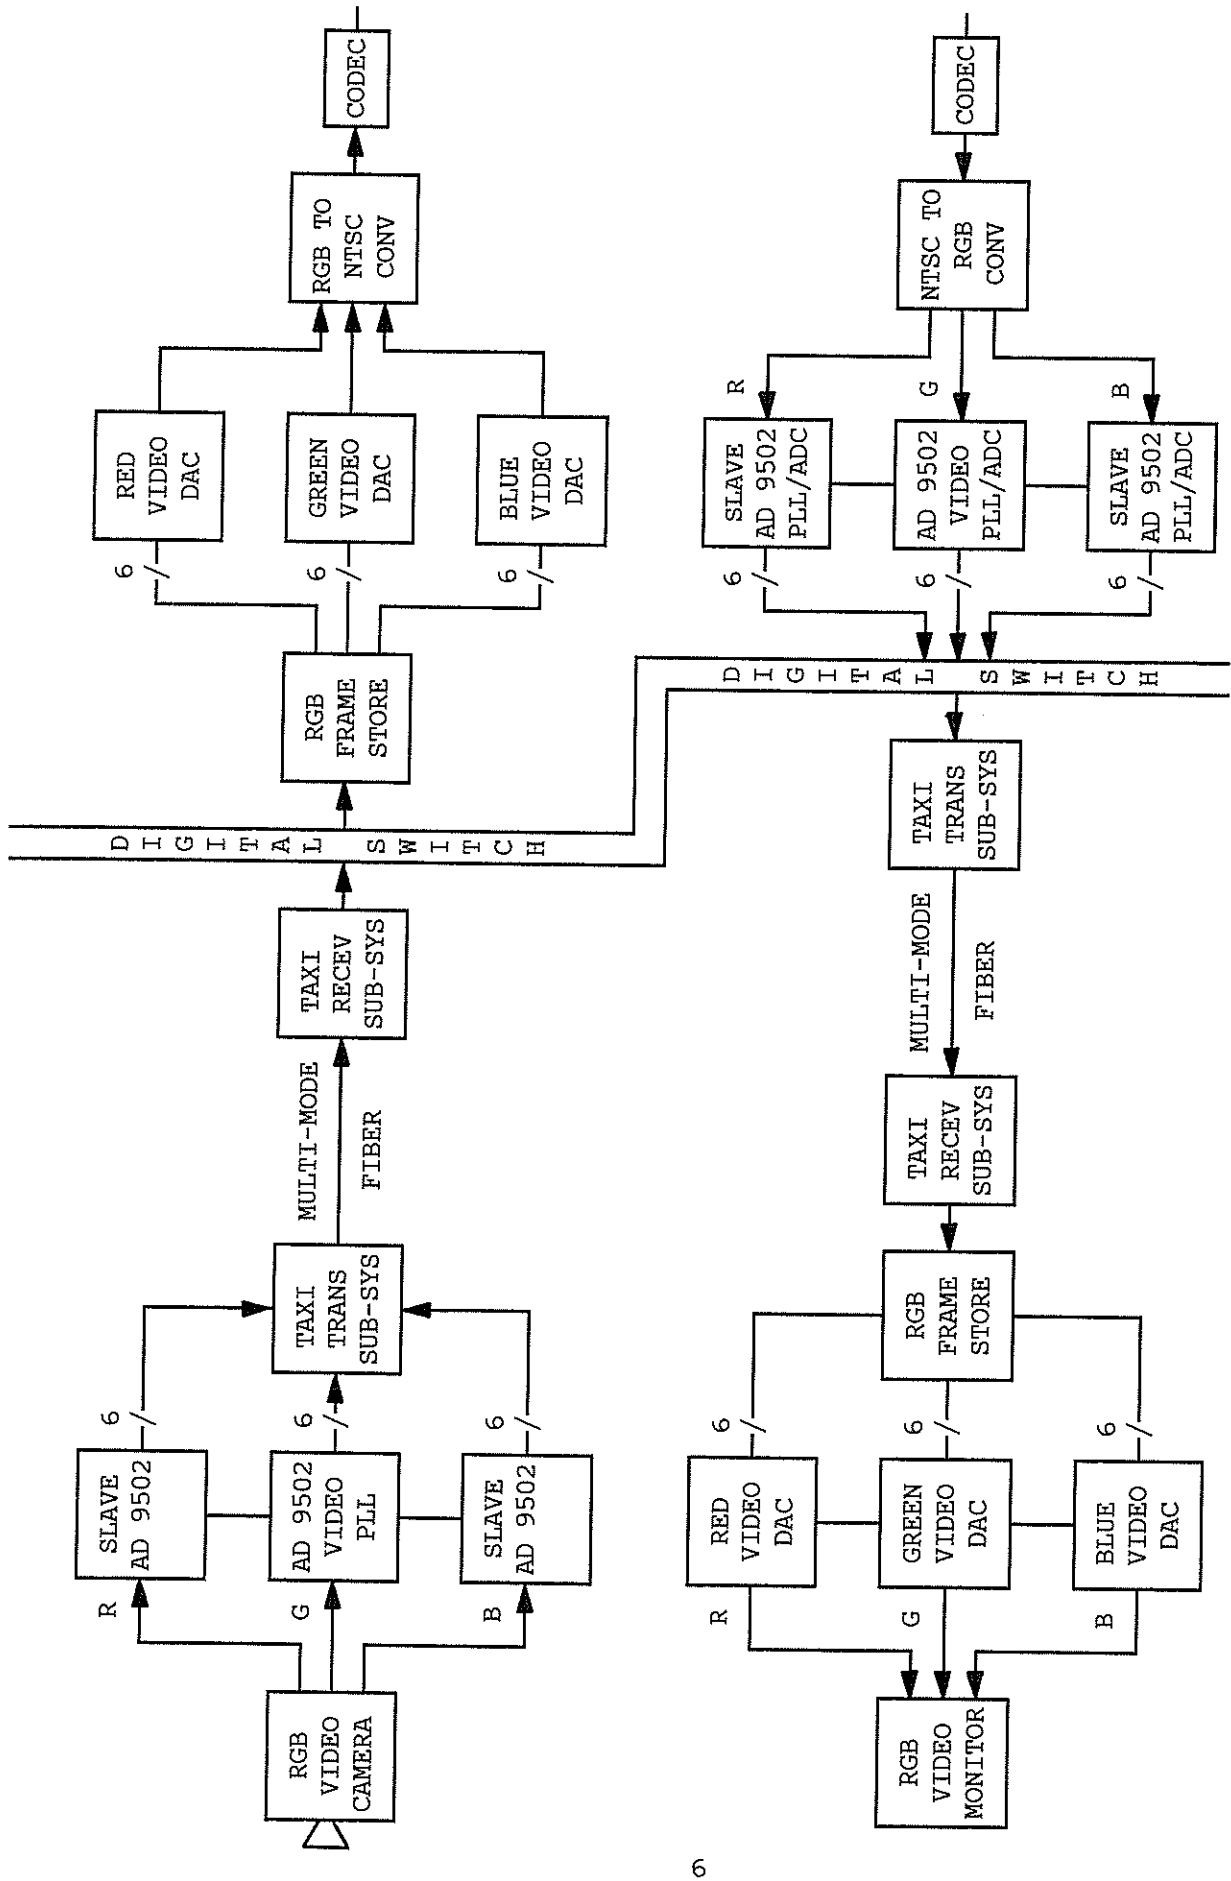 RGB
VIDEO
CAMERA
R
G
B
SLAVE
AD 9502
AD 9502
VIDEO
PLL
SLAVE
AD 9502
6
6
6
TAXI
TRANS
SUB-SYS
MULTI-MODE
FIBER
TAXI
RECEV
SUB-SYS
DIGITAL SWITCH
RGB
FRAME
STORE
6
6
6
RED
VIDEO
DAC
GREEN
VIDEO
DAC
BLUE
VIDEO
DAC
RGB TO
NTSC
CONV
CODEC
RGB
VIDEO
MONITOR
R
G
B
RED
VIDEO
DAC
GREEN
VIDEO
DAC
BLUE
VIDEO
DAC
6
6
6
RGB
FRAME
STORE
TAXI
RECEV
SUB-SYS
MULTI-MODE
FIBER
TAXI
TRANS
SUB-SYS
DIGITAL SWITCH
6
6
6
SLAVE
AD 9502
PLL/ADC
AD 9502
VIDEO
PLL/ADC
SLAVE
AD 9502
PLL/ADC
R
G
B
NTSC TO
RGB
CONV
CODEC
6